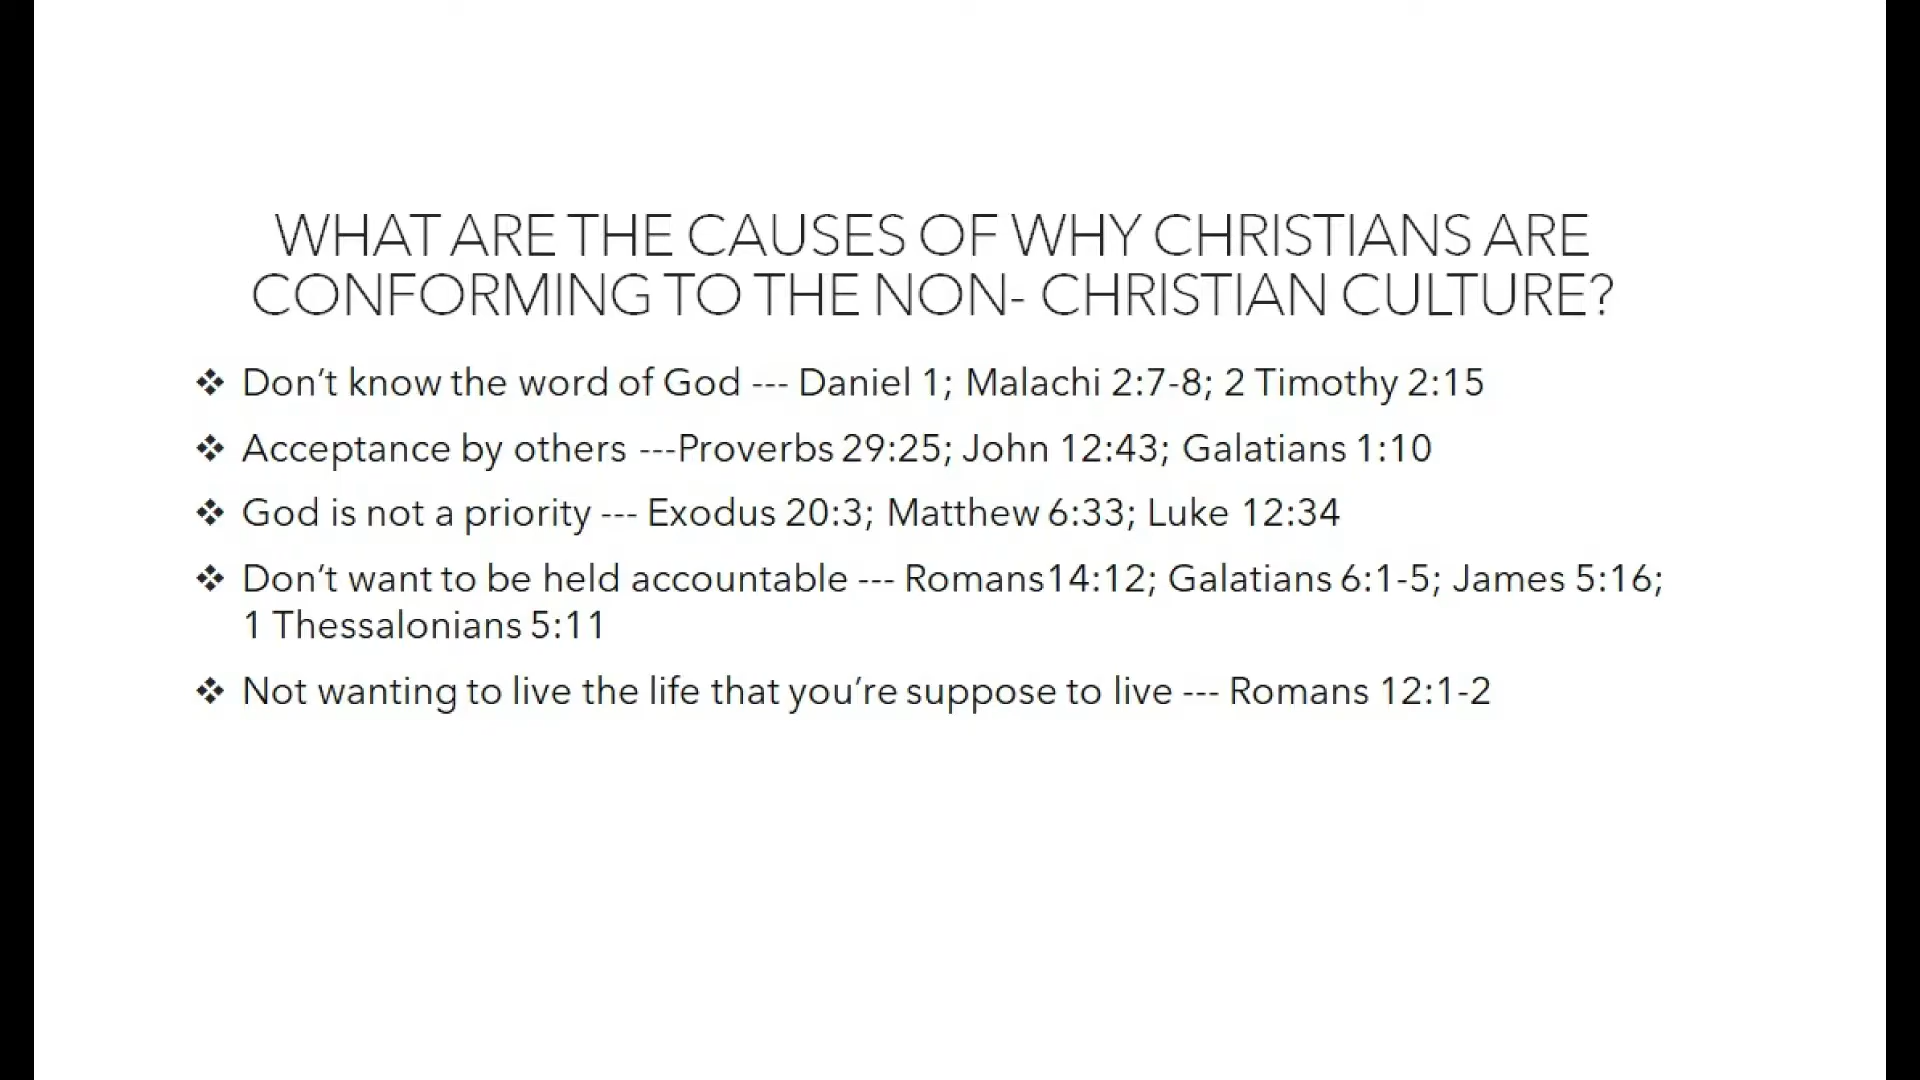 WHAT ARE THE CAUSES OF WHY CHRISTIANS ARE
CONFORMING TO THE NON- CHRISTIAN CULTURE?
❖ Don’t know the word of God --- Daniel 1; Malachi 2:7-8; 2 Timothy 2:15
❖ Acceptance by others ---Proverbs 29:25; John 12:43; Galatians 1:10
❖ God is not a priority --- Exodus 20:3; Matthew 6:33; Luke 12:34
❖ Don’t want to be held accountable --- Romans14:12; Galatians 6:1-5; James 5:16;
1 Thessalonians 5:11
❖ Not wanting to live the life that you’re suppose to live --- Romans 12:1-2